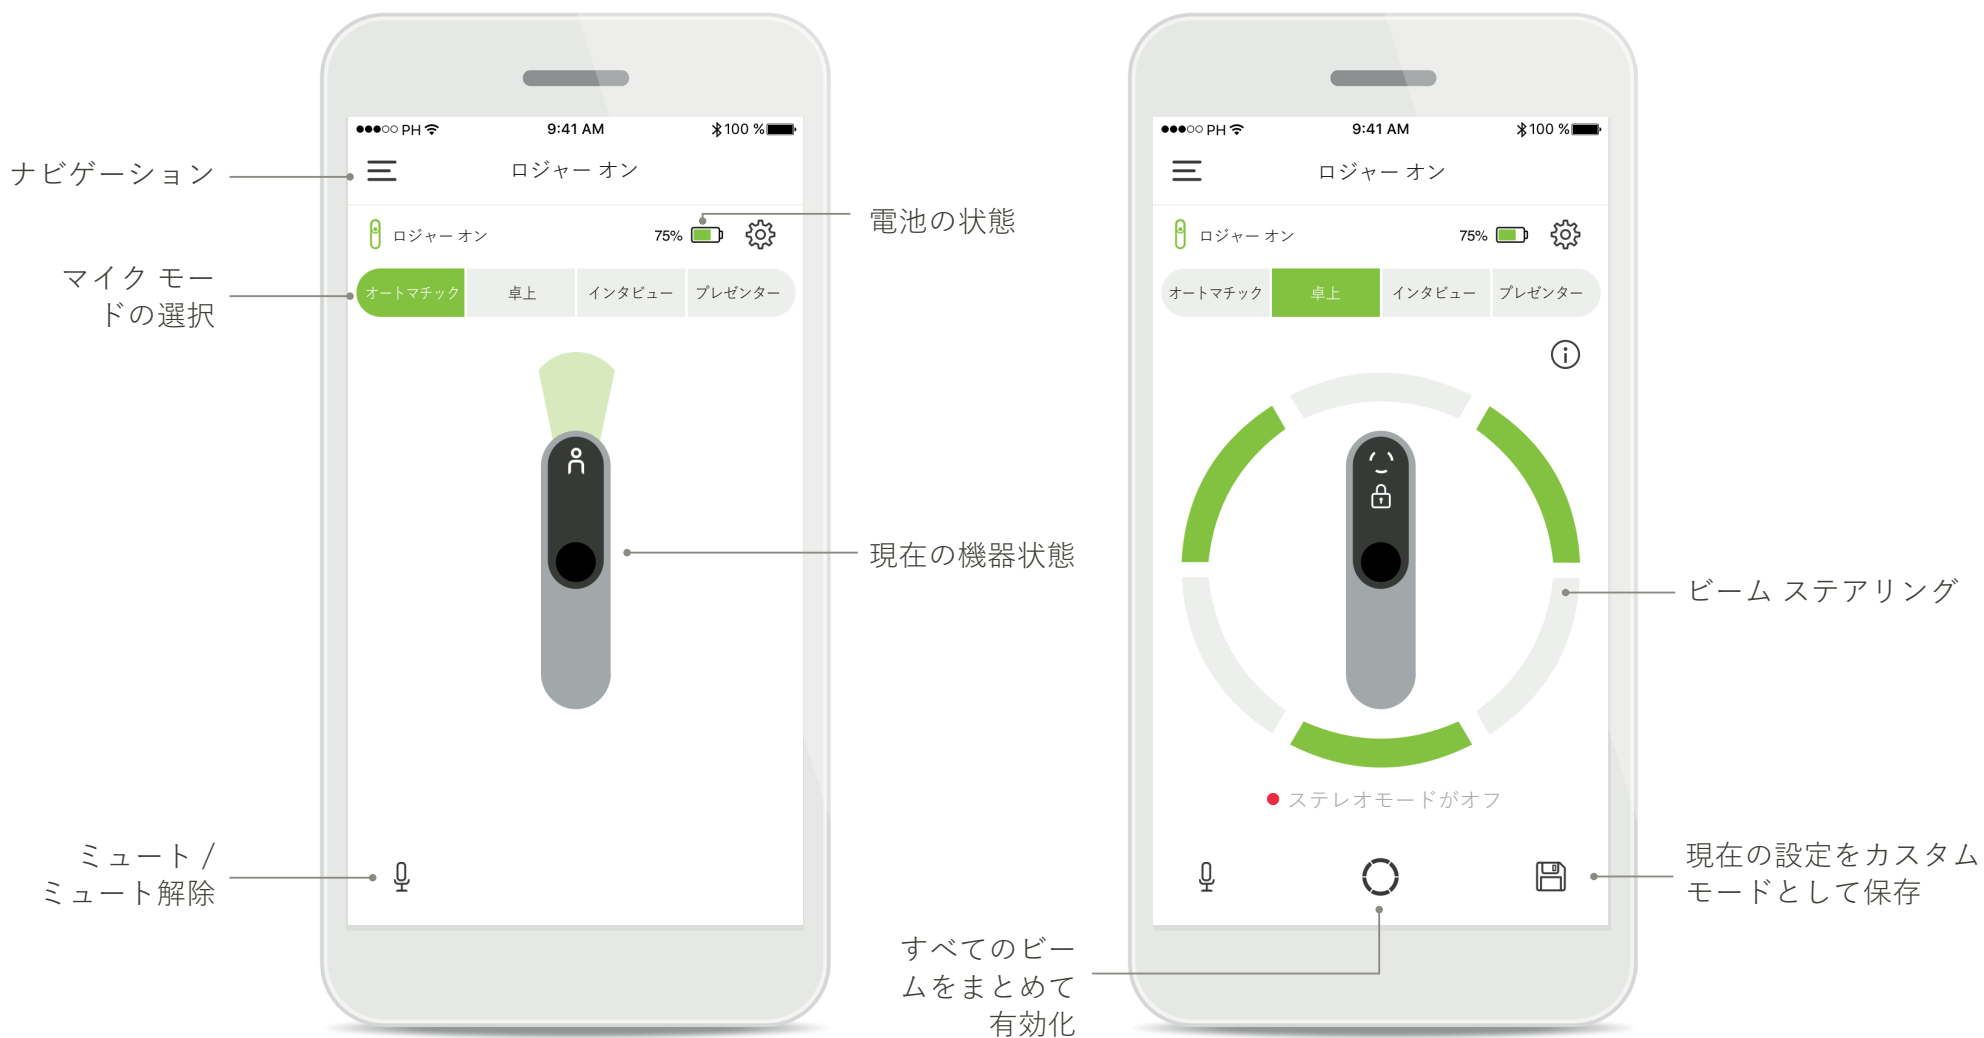 PH
9:41 AM
100 %
ロジャー オン
ロジャー オン
75%
オートマチック
卓上
インタビュー
プレゼンター
ナビゲーション
マイク モー
ドの選択
ミュート /
ミュート解除
電池の状態
現在の機器状態
PH
9:41 AM
100 %
ロジャー オン
ロジャー オン
75%
オートマチック
卓上
インタビュー
プレゼンター
ステレオモードがオフ
ビーム ステアリング
現在の設定をカスタム
モードとして保存
すべてのビー
ムをまとめて
有効化